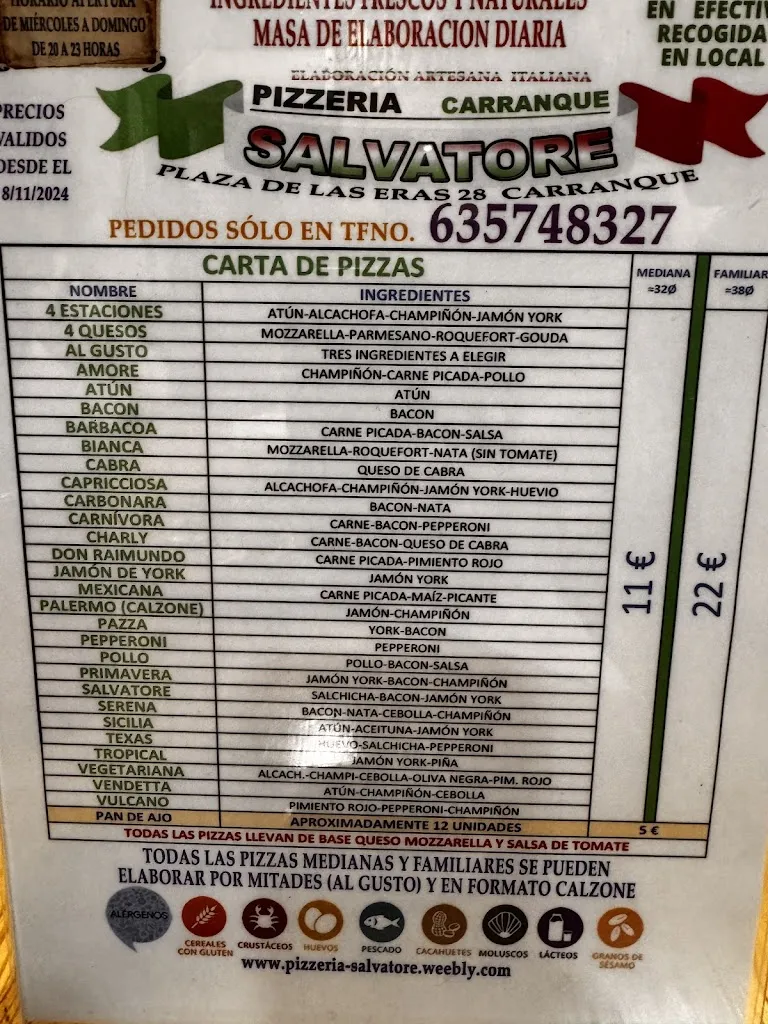 HORARIO APERTURA
DE MIÉRCOLES A DOMINGO
DE 20 A 23 HORAS
INGREDIENTES FRESCOS Y NATURALES
MASA DE ELABORACION DIARIA
EN EFECTIV
RECOGIDA
EN LOCAL
PRECIOS
VALIDOS
DESDE EL
8/11/2024
ELABORACIÓN ARTESANA ITALIANA
PIZZERIA CARRANQUE
SALVATORE
PLAZA DE LAS ERAS 28 CARRANQUE
PEDIDOS SÓLO EN TFNO. 635748327
CARTA DE PIZZAS
MEDIANA ≈32Ø
FAMILIAR ≈38Ø
NOMBRE INGREDIENTES
4 ESTACIONES ATÚN-ALCACHOFA-CHAMPIÑÓN-JAMÓN YORK
4 QUESOS MOZZARELLA-PARMESANO-ROQUEFORT-GOUDA
AL GUSTO TRES INGREDIENTES A ELEGIR
AMORE CHAMPIÑÓN-CARNE PICADA-POLLO
ATÚN ATÚN
BACON BACON
BARBACOA CARNE PICADA-BACON-SALSA
BIANCA MOZZARELLA-ROQUEFORT-NATA (SIN TOMATE)
CABRA QUESO DE CABRA
CAPRICCIOSA ALCACHOFA-CHAMPIÑÓN-JAMÓN YORK-HUEVIO
CARBONARA BACON-NATA
CARNÍVORA CARNE-BACON-PEPPERONI
CHARLY CARNE-BACON-QUESO DE CABRA
DON RAIMUNDO CARNE PICADA-PIMIENTO ROJO
JAMÓN DE YORK JAMÓN YORK
MEXICANA CARNE PICADA-MAÍZ-PICANTE
PALERMO (CALZONE) JAMÓN-CHAMPIÑÓN
PAZZA YORK-BACON
PEPPERONI PEPPERONI
POLLO POLLO-BACON-SALSA
PRIMAVERA JAMÓN YORK-BACON-CHAMPIÑÓN
SALVATORE SALCHICHA-BACON-JAMÓN YORK
SERENA BACON-NATA-CEBOLLA-CHAMPIÑÓN
SICILIA ATÚN-ACEITUNA-JAMÓN YORK
TEXAS HUEVO-SALCHICHA-PEPPERONI
TROPICAL JAMÓN YORK-PIÑA
VEGETARIANA ALCACH.-CHAMPI-CEBOLLA-OLIVA NEGRA-PIM. ROJO
VENDETTA ATÚN-CHAMPIÑÓN-CEBOLLA
VULCANO PIMIENTO ROJO-PEPPERONI-CHAMPIÑÓN
11 €
22 €
PAN DE AJO APROXIMADAMENTE 12 UNIDADES 5 €
TODAS LAS PIZZAS LLEVAN DE BASE QUESO MOZZARELLA Y SALSA DE TOMATE
TODAS LAS PIZZAS MEDIANAS Y FAMILIARES SE PUEDEN
ELABORAR POR MITADES (AL GUSTO) Y EN FORMATO CALZONE
ALÉRGENOS
CEREALES CON GLUTEN
CRUSTÁCEOS
HUEVOS
PESCADO
CACAHUETES
MOLUSCOS
LÁCTEOS
GRANOS DE SÉSAMO
www.pizzeria-salvatore.weebly.com